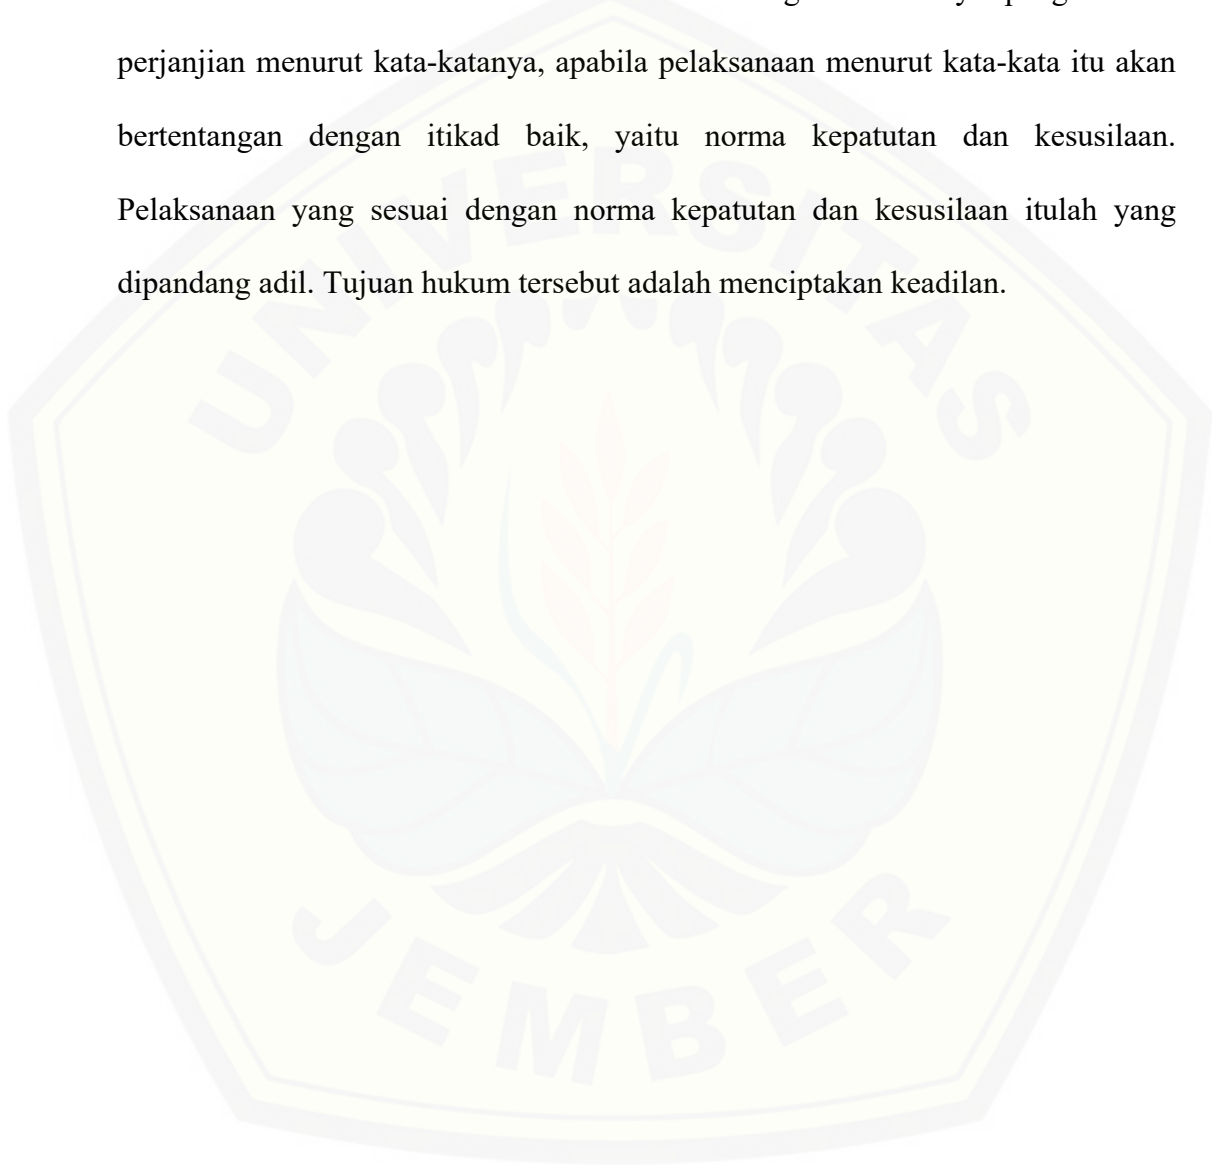 perjanjian menurut kata-katanya, apabila pelaksanaan menurut kata-kata itu akan
bertentangan dengan itikad baik, yaitu norma kepatutan dan kesusilaan.
Pelaksanaan yang sesuai dengan norma kepatutan dan kesusilaan itulah yang
dipandang adil. Tujuan hukum tersebut adalah menciptakan keadilan.
UNIVERSITAS
JEMBER